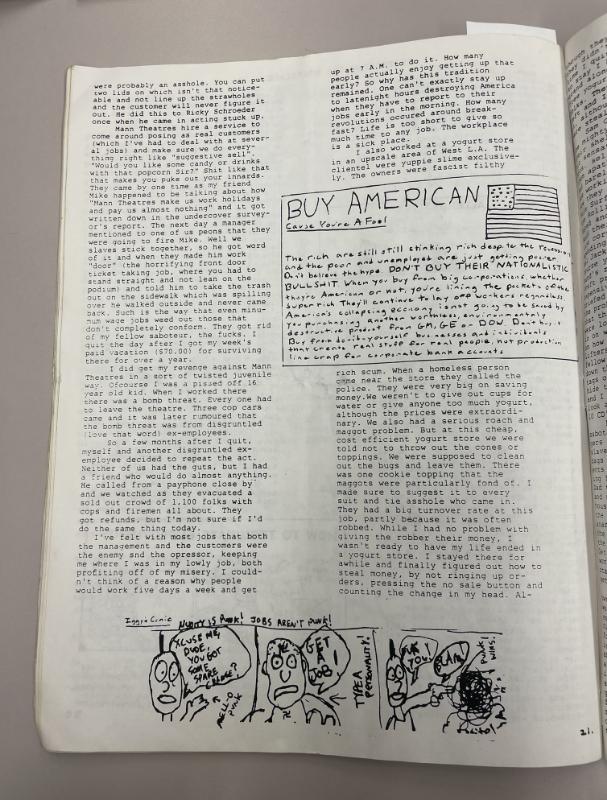 were probably an asshole. You can put
two lids on which isn't that notice-
able and not line up the strawholes
and the customer will never figure it
out. Me did this to Ricky Schroeder
once when he came in acting stuck up.
Mann Theatres hire a service to
come around posing as real customers
(which I've had to deal with at sever-
al jobs) and make sure we do every-
thing right like "suggestive sell".
"Would you like some candy or drinks
with that popcorn Sir?" Shit like that
that makes you puke out your innards.
They came by one time as my friend
Mike happened to be talking about how
"Mann Theatres make us work holidays
and pay us almost nothing" and it got
written down in the undercover survey-
or's report. The next day a manager
mentioned to one of us peons that they
were going to fire Mike. Well we
slaves stick together, so he got word
of it and when they made him work
"door" (the horrifying front door
ticket taking job, where you had to
stand straight and not lean on the
podium) and told him to take the trash
out on the sidewalk which was spilling
over he walked outside and never came
back. Such is the way that even minu-
mum wage jobs weed out those that
don't completely conform. They got rid
of my fellow saboteur, the fucks. I
quit the day after I got my week's
paid vacation ($70.00) for surviving
there for over a year.
I did get my revenge against Mann
Theatres in a sort of twisted juvenile
way. Ofcourse I was a pissed off 16
year old kid. When I worked there
there was a bomb threat. Every one had
to leave the theatre. Three cop cars
came and it was later rumoured that
the bomb threat was from disgruntled
(love that word) ex-employees.
So a few months after I quit,
myself and another disgruntled ex-
employee decided to repeat the act.
Neither of us had the guts, but I had
a friend who would do almost anything.
He called from a payphone close by
and we watched as they evacuated a
sold out crowd of 1,100 folks with
cops and firemen all about. They
got refunds, but I'm not sure if I'd
do the same thing today.
I've felt with most jobs that both
the management and the customers were
the enemy snd the opressor, keeping
me where I was in my lowly job, both
profiting off of my misery. I could-
n't think of a reason why people
would work five days a week and get
up at 7 A.M. to do it. How many
people actually enjoy getting up that
early? So why has this tradition
remained. One can't exactly stay up
to latenight hours destroying America
when they have to report to their
jobs early in the morning. How many
revolutions occured around break-
fast? Life is too short to give so
much time to any job. The workplace
is a sick place.
I also worked at a yogurt store
in an upscale area of West L.A. The
clientel were yuppie slime exclusive-
ly. The owners were fascist filthy
BUY AMERICAN
Cause You're A Fool
The rich are still still stinking rich despite the recession
and the poor and unemployed are just getting poorer
Don't believe the hype. DON'T BUY THEIR NATIONALISTIC
BULLSHIT When you buy from big corporations, whether
they're American or not, you're lining the pockets of the
super rich They'll continue to lay off workers regardless
America's collapsing economy is not going to be saved by
you purchasing another worthless, environmentally
destructive product from GM, GE or DOW. Don't buy it
Buy from do-it-yourself businesses and individuals
that create real stuff for real people, not production
line crap for corporate bank accounts
rich scum. When a homeless person
came near the store they called the
police. They were very big on saving
money.We weren't to give out cups for
water or give anyone too much yogurt,
although the prices were extraordi-
nary. We also had a serious roach and
maggot problem. But at this cheap,
cost efficient yogurt store we were
told not to throw out the cones or
toppings. We were supposed to clean
out the bugs and leave them. There
was one cookie topping that the
maggots were particularly fond of. I
made sure to suggest it to every
suit and tie asshole who came in.
They had a big turnover rate at this
job, partly because it was often
robbed. While I had no problem with
giving the robber their money, I
wasn't ready to have my life ended in
a yogurt store. I stayed there for
awhile and finally figured out how to
steal money, by not ringing up or-
ders, pressing the no sale button and
counting the change in my head. Al-
Iggy's Comic
IS PUNK! JOBS AREN'T PUNK!
XCUSE ME
DUDE,
YOU GOT
SOME
SPARE
CHANGE?
MELLO
PUNK
GET
A
JOB!
TYPE A
PERSONALITY!
FUK
YOU!
SLAM!
PUNK
WINS!
21.